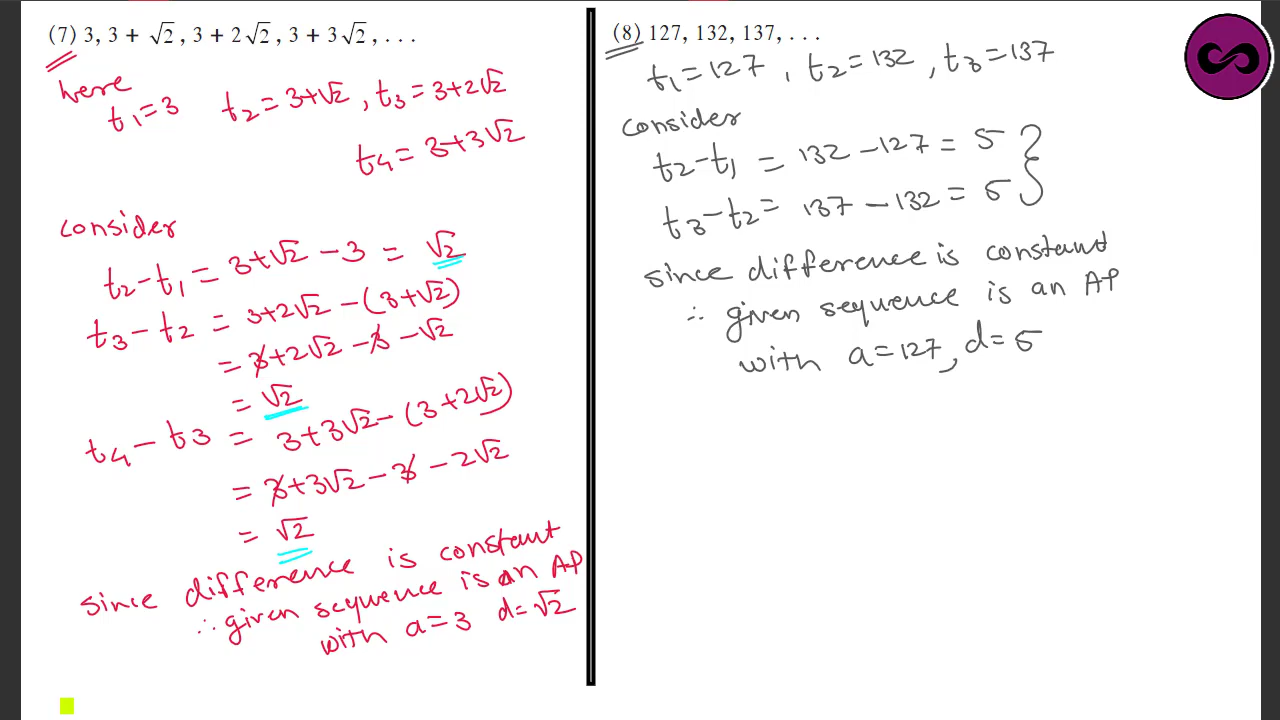 (7) 3, 3 + √2, 3 + 2√2, 3 + 3√2, . . .
here
t₁=3 t₂=3+√2, t₃=3+2√2
t₄=3+3√2
consider
t₂-t₁=3+√2-3=√2
t₃-t₂=3+2√2-(3+√2)
=3+2√2-3-√2
=√2
t₄-t₃=3+3√2-(3+2√2)
=3+3√2-3-2√2
=√2
since difference is constant
∴ given sequence is an AP
with a=3 d=√2
(8) 127, 132, 137, . . .
t₁=127, t₂=132, t₃=137
consider
t₂-t₁=132-127=5
t₃-t₂=137-132=5
since difference is constant
∴ given sequence is an AP
with a=127, d=5